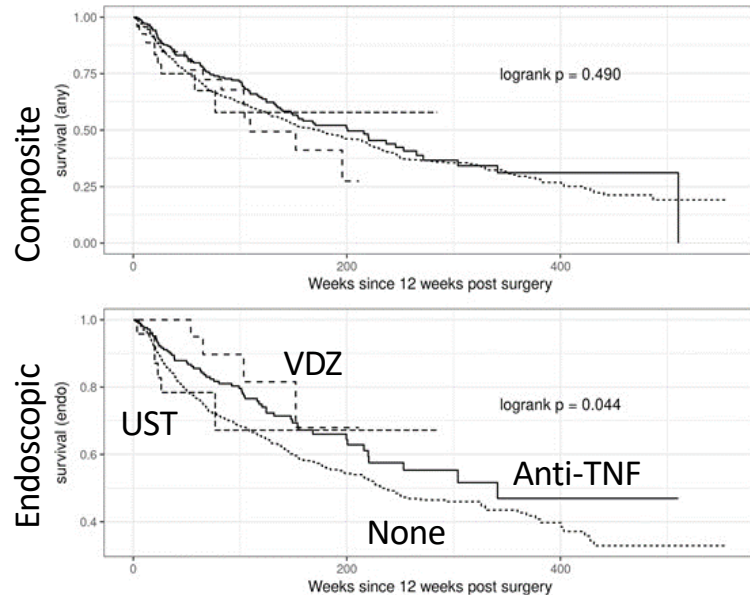 Composite
survival (any)
1.00
0.75
0.50
0.25
0.00
logrank p = 0.490
0
200
400
Weeks since 12 weeks post surgery
Endoscopic
survival (endo)
1.0
0.8
0.6
0.4
VDZ
logrank p = 0.044
UST
Anti-TNF
None
0
200
400
Weeks since 12 weeks post surgery